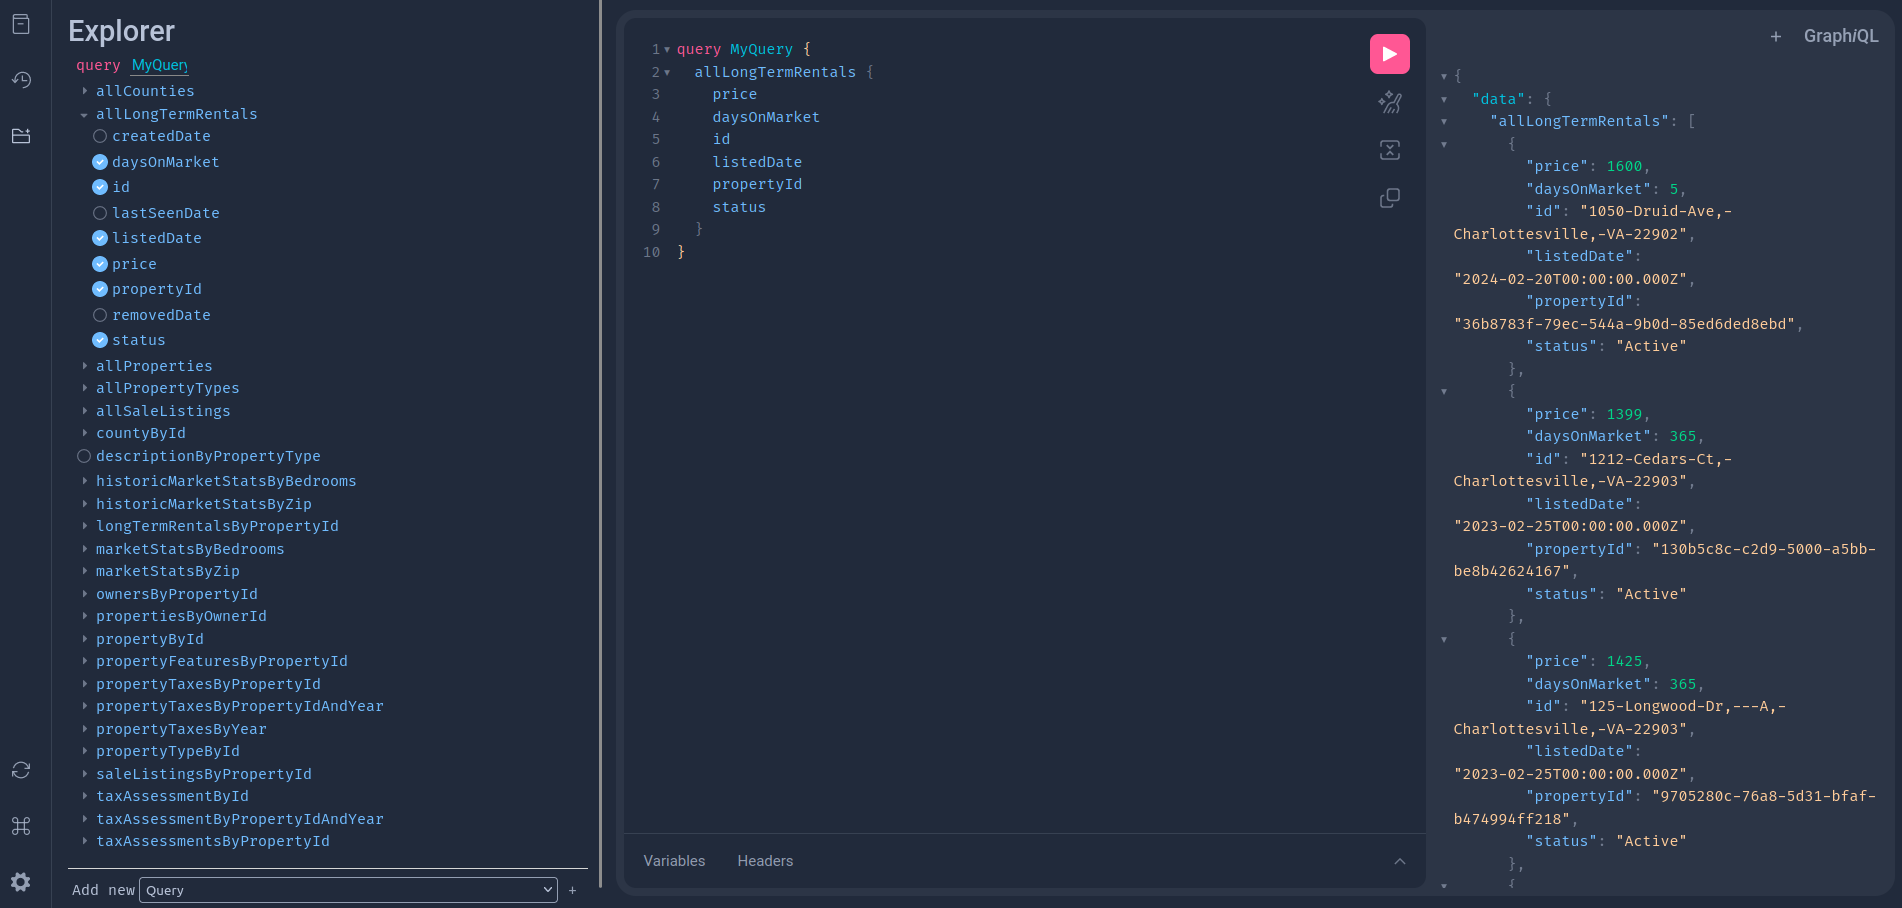 Explorer
query MyQuery
allCounties
allLongTermRentals
createdDate
daysOnMarket
id
lastSeenDate
listedDate
price
propertyId
removedDate
status
allProperties
allPropertyTypes
allSaleListings
countyById
descriptionByPropertyType
historicMarketStatsByBedrooms
historicMarketStatsByZip
longTermRentalsByPropertyId
marketStatsByBedrooms
marketStatsByZip
ownersByPropertyId
propertiesByOwnerId
propertyById
propertyFeaturesByPropertyId
propertyTaxesByPropertyId
propertyTaxesByPropertyIdAndYear
propertyTaxesByYear
propertyTypeById
saleListingsByPropertyId
taxAssessmentById
taxAssessmentByPropertyIdAndYear
taxAssessmentsByPropertyId
Add new Query +
1 query MyQuery {
2 allLongTermRentals {
3 price
4 daysOnMarket
5 id
6 listedDate
7 propertyId
8 status
9 }
10 }
Variables Headers
+ GraphiQL
{
"data": {
"allLongTermRentals": [
{
"price": 1600,
"daysOnMarket": 5,
"id": "1050-Druid-Ave,-
Charlottesville,-VA-22902",
"listedDate":
"2024-02-20T00:00:00.000Z",
"propertyId":
"36b8783f-79ec-544a-9b0d-85ed6ded8ebd",
"status": "Active"
},
{
"price": 1399,
"daysOnMarket": 365,
"id": "1212-Cedars-Ct,-
Charlottesville,-VA-22903",
"listedDate":
"2023-02-25T00:00:00.000Z",
"propertyId": "130b5c8c-c2d9-5000-a5bb-
be8b42624167",
"status": "Active"
},
{
"price": 1425,
"daysOnMarket": 365,
"id": "125-Longwood-Dr,---A,-
Charlottesville,-VA-22903",
"listedDate":
"2023-02-25T00:00:00.000Z",
"propertyId": "9705280c-76a8-5d31-bfaf-
b474994ff218",
"status": "Active"
},
{